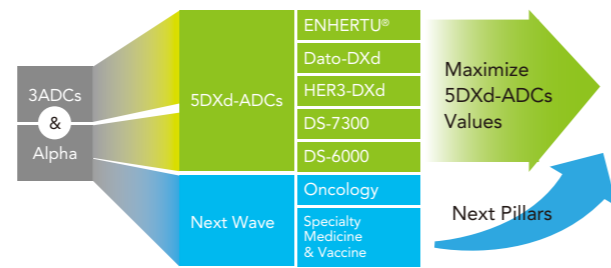 3ADCs
&
Alpha
5DXd-ADCs
ENHERTU®
Dato-DXd
HER3-DXd
DS-7300
DS-6000
Next Wave
Oncology
Specialty
Medicine
& Vaccine
Maximize
5DXd-ADCs
Values
Next Pillars